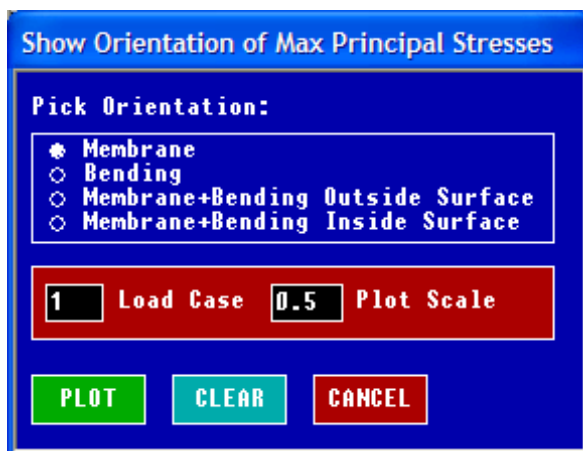 Show Orientation of Max Principal Stresses
Pick Orientation:
Membrane
Bending
Membrane+Bending Outside Surface
Membrane+Bending Inside Surface
1 Load Case 0.5 Plot Scale
PLOT CLEAR CANCEL